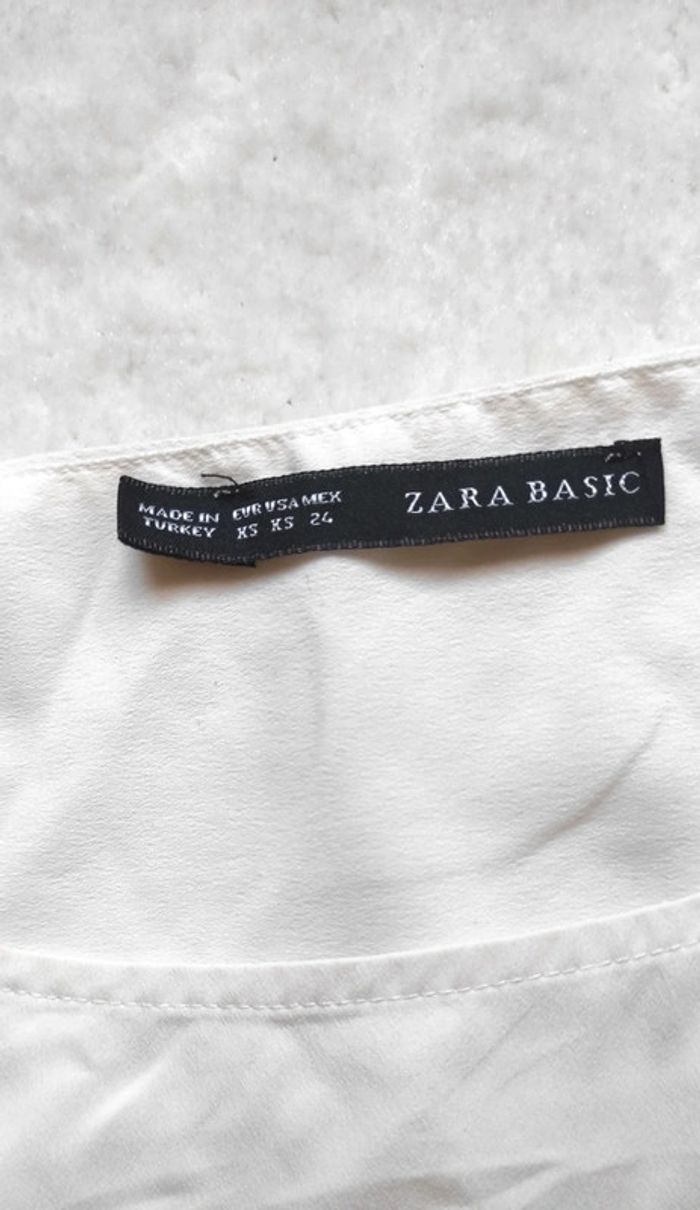 MADE IN
TURKEY
EUR USA MEX
XS XS 24
ZARA BASIC